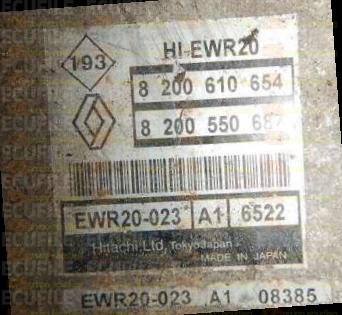 193
HI-EWR20
8 200 610 654
8 200 550 687
EWR20-023 A1 6522
Hitachi Ltd, Tokyo Japan
MADE IN JAPAN
EWR20-023 A1 08385